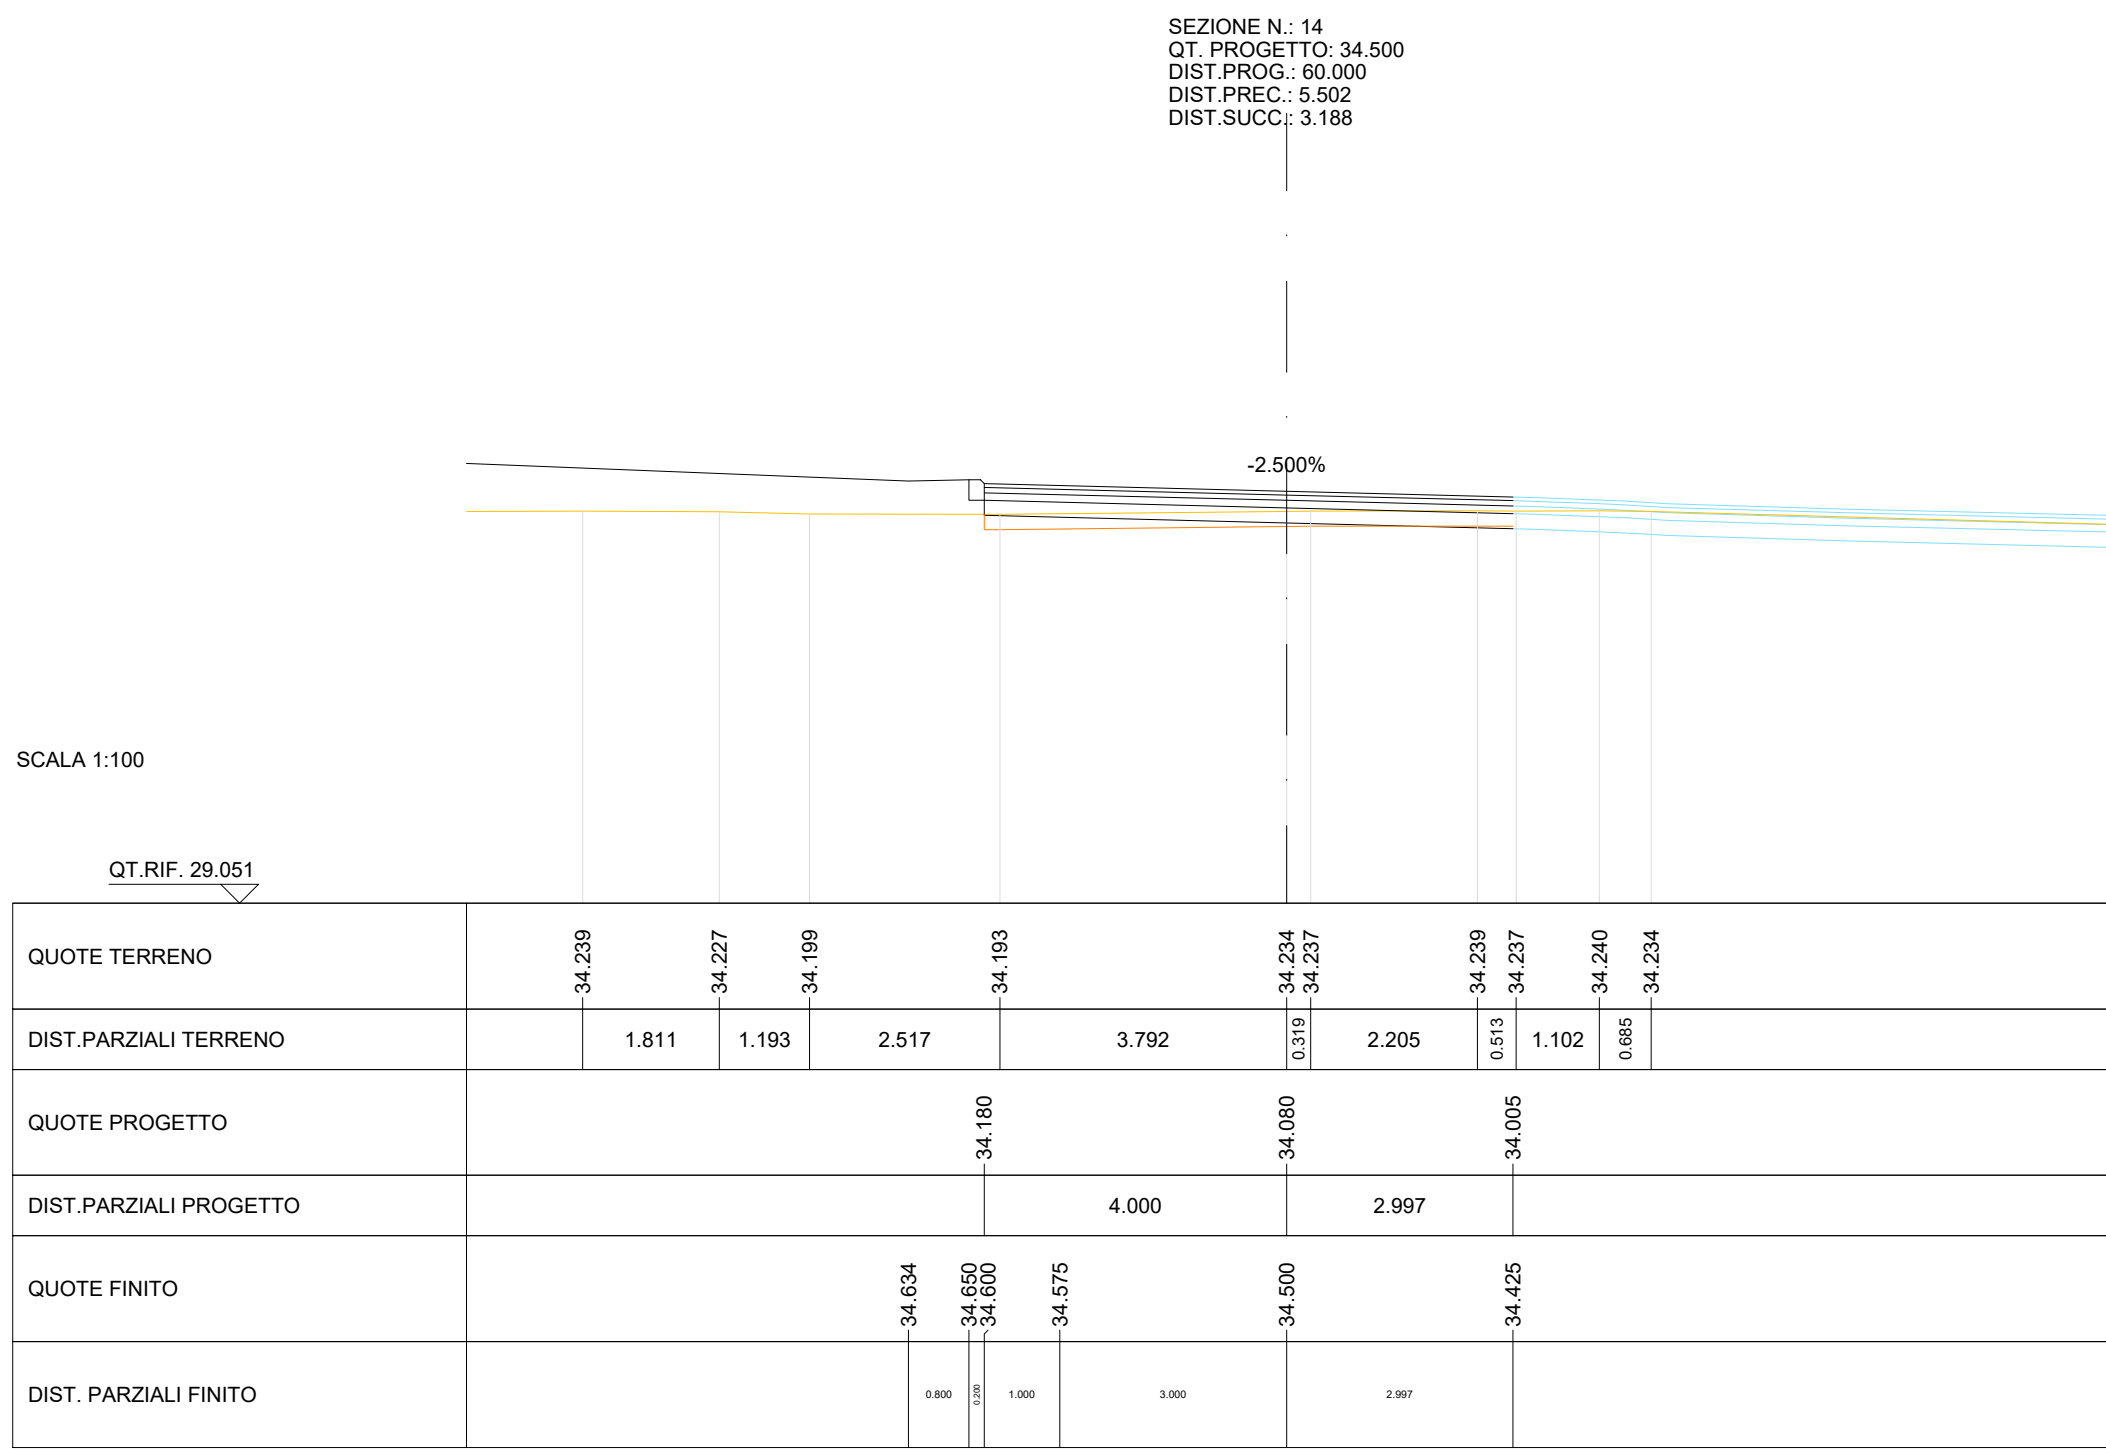 SEZIONE N.: 14
QT. PROGETTO: 34.500
DIST.PROG.: 60.000
DIST.PREC.: 5.502
DIST.SUCC.: 3.188
-2.500%
SCALA 1:100
QT.RIF. 29.051
QUOTE TERRENO 34.239 34.227 34.199 34.193 34.234 34.237 34.239 34.237 34.240 34.234
DIST.PARZIALI TERRENO 1.811 1.193 2.517 3.792 0.319 2.205 0.513 1.102 0.685
QUOTE PROGETTO 34.180 34.080 34.005
DIST.PARZIALI PROGETTO 4.000 2.997
QUOTE FINITO 34.634 34.650 34.600 34.575 34.500 34.425
DIST. PARZIALI FINITO 0.800 0.200 1.000 3.000 2.997